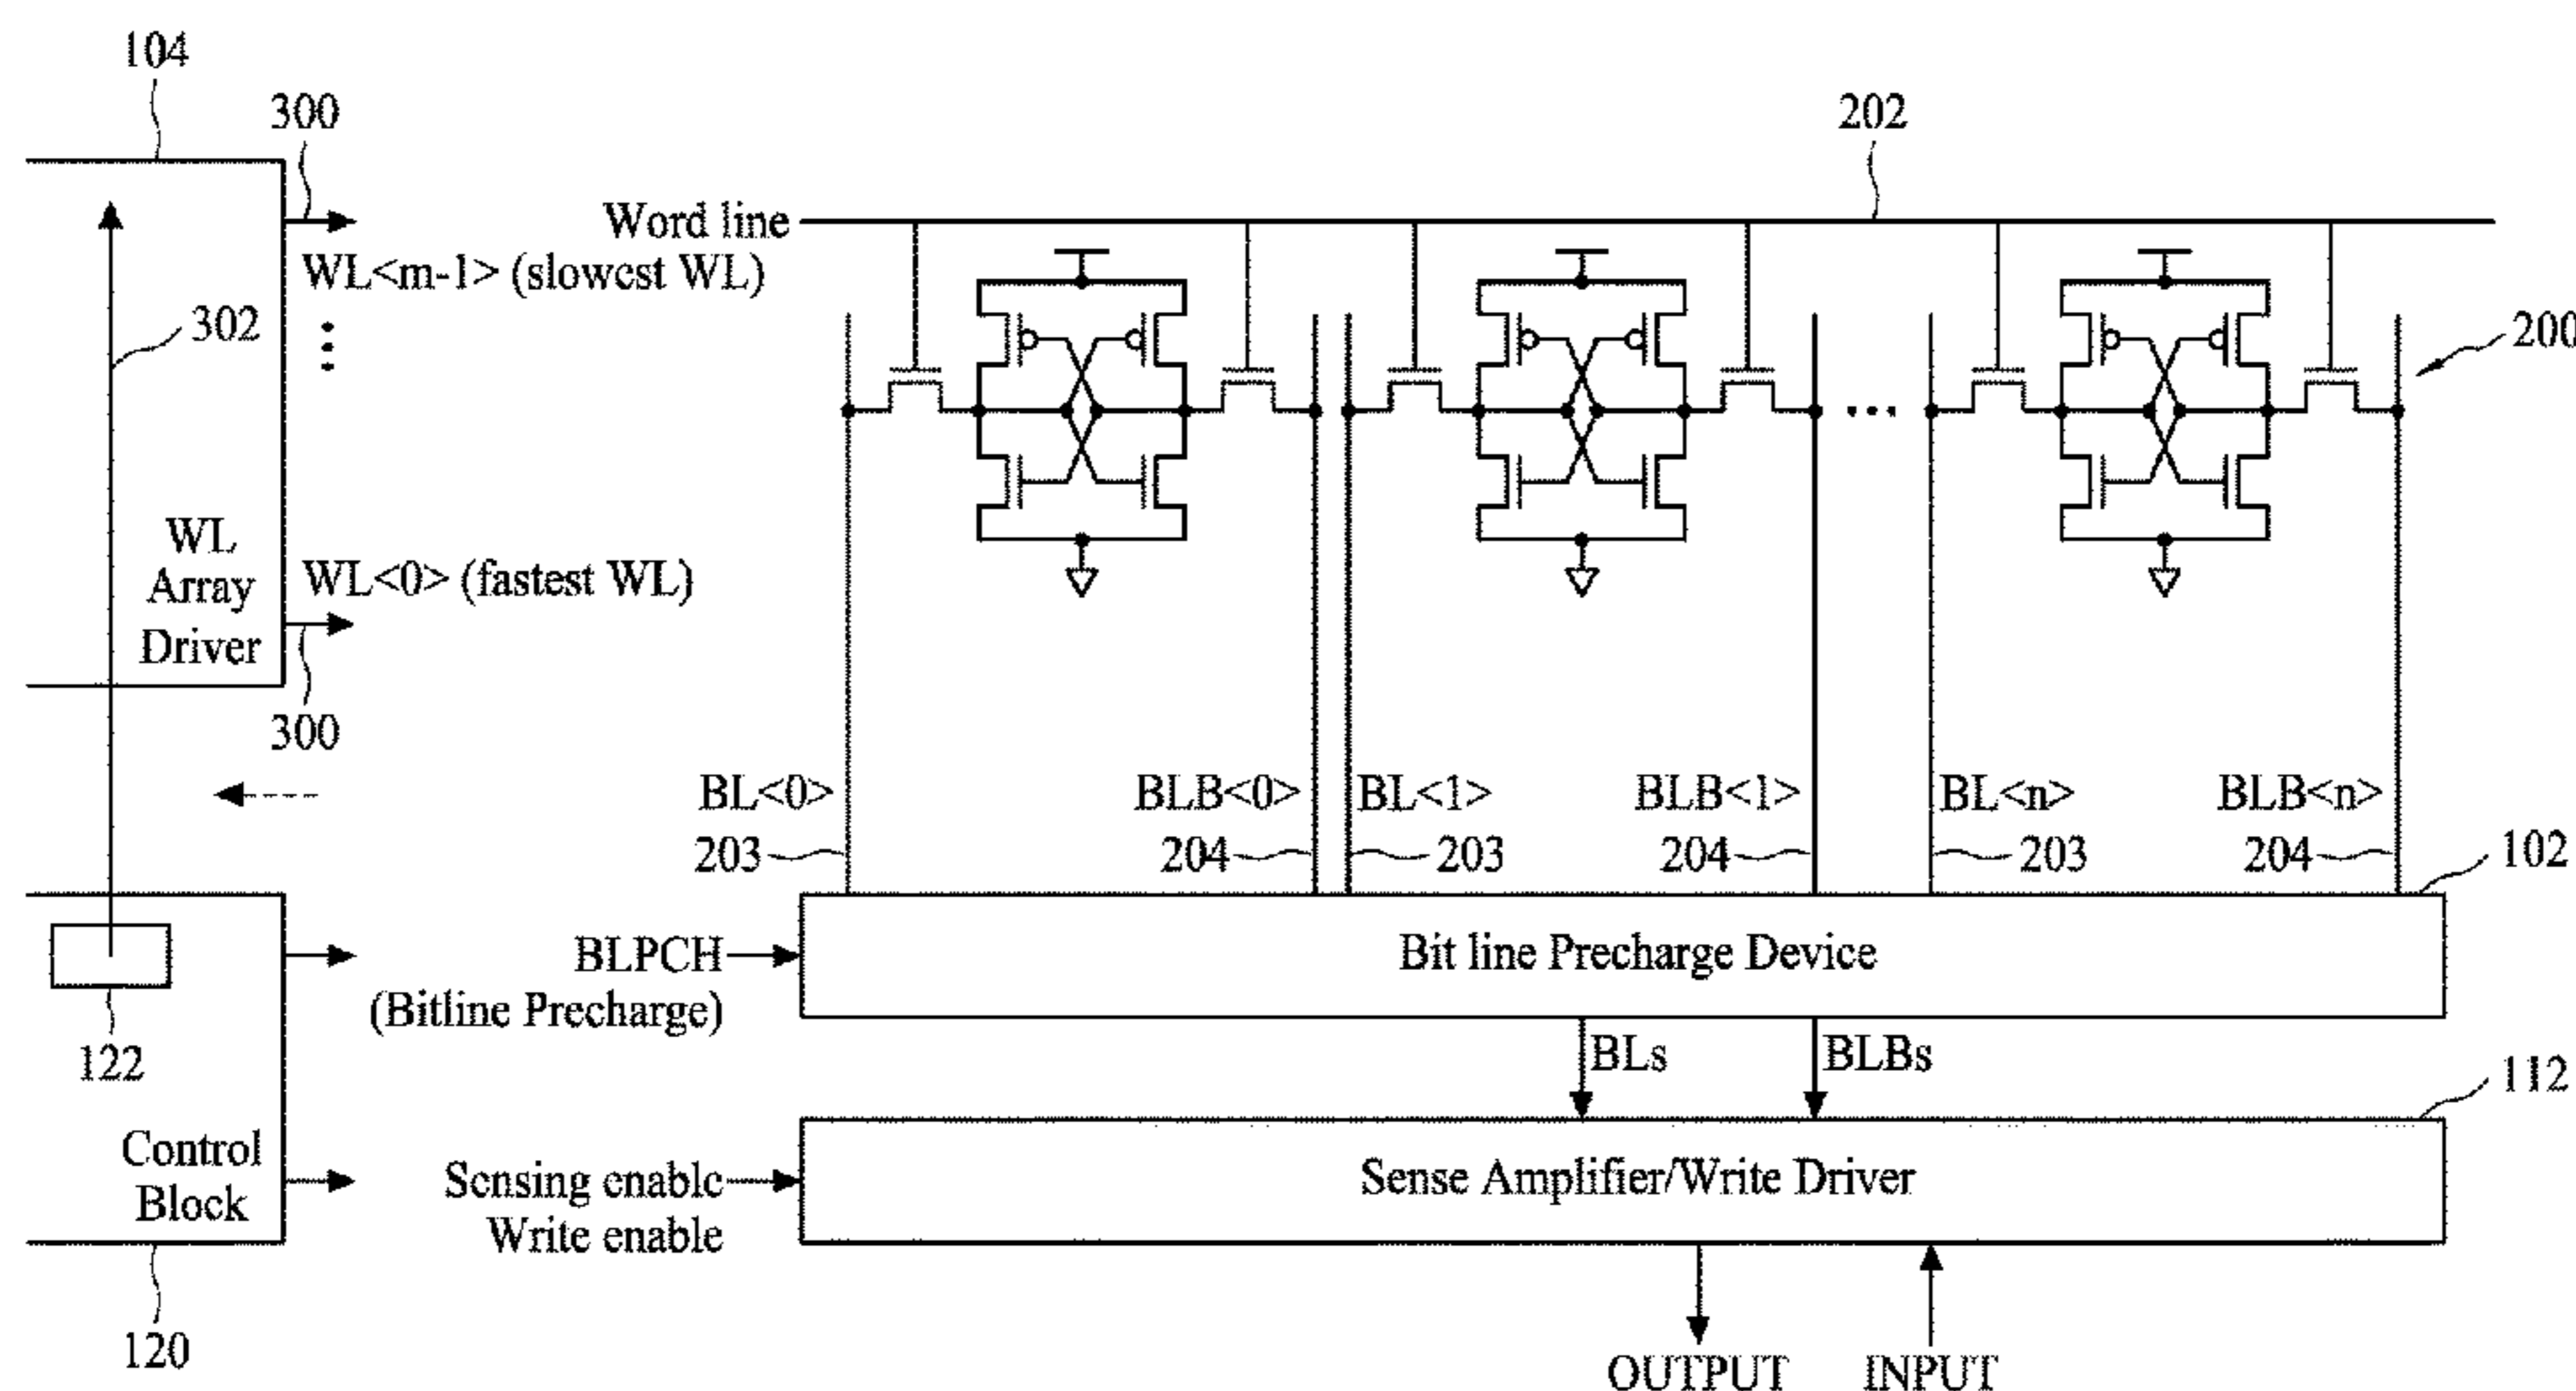 104
300
202
Word line
WL<m-1> (slowest WL)
302
200
WL
Array
Driver
WL<0> (fastest WL)
300
BL<0>
BLB<0>
BL<1>
BLB<1>
BL<n>
BLB<n>
203
204
203
204
203
204
102
BLPCH
(Bitline Precharge)
Bit line Precharge Device
122
BLs
BLBs
112
Control
Block
Sensing enable
Write enable
Sense Amplifier/Write Driver
120
OUTPUT
INPUT